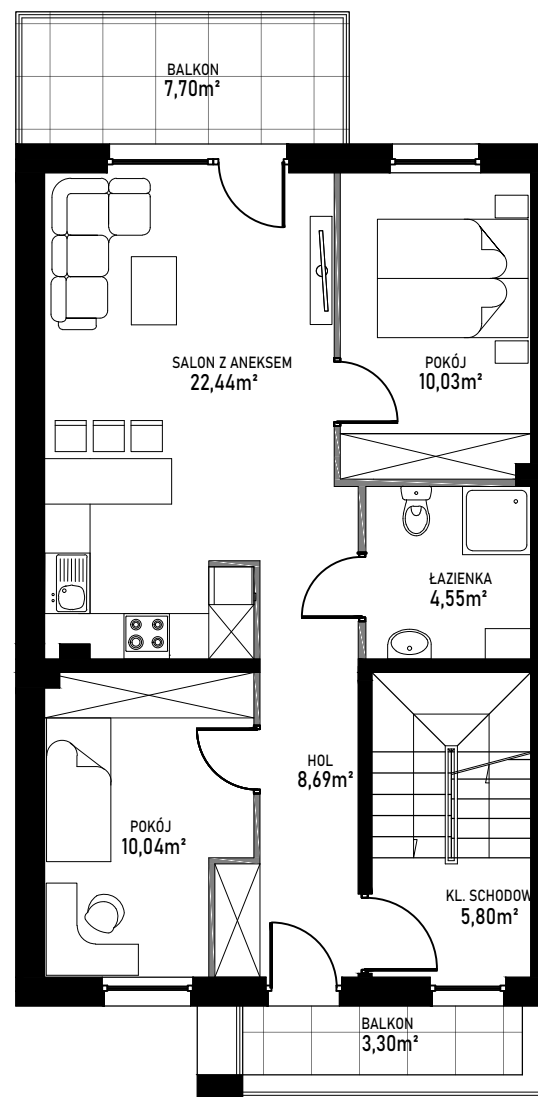 BALKON
7,70m²
SALON Z ANEKSEM
22,44m²
POKÓJ
10,03m²
ŁAZIENKA
4,55m²
HOL
8,69m²
POKÓJ
10,04m²
KL. SCHODOW
5,80m²
BALKON
3,30m²